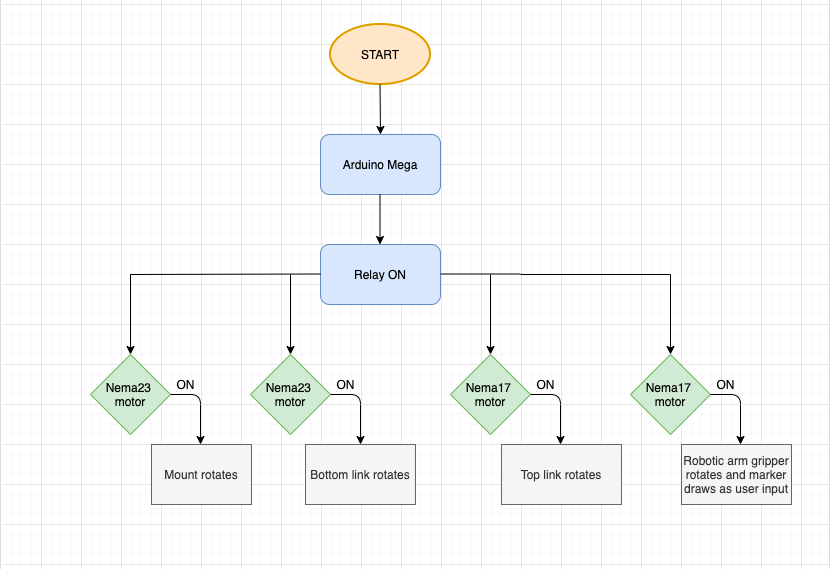 START
Arduino Mega
Relay ON
Nema23
motor
ON
Nema23
motor
ON
Nema17
motor
ON
Nema17
motor
ON
Mount rotates
Bottom link rotates
Top link rotates
Robotic arm gripper
rotates and marker
draws as user input